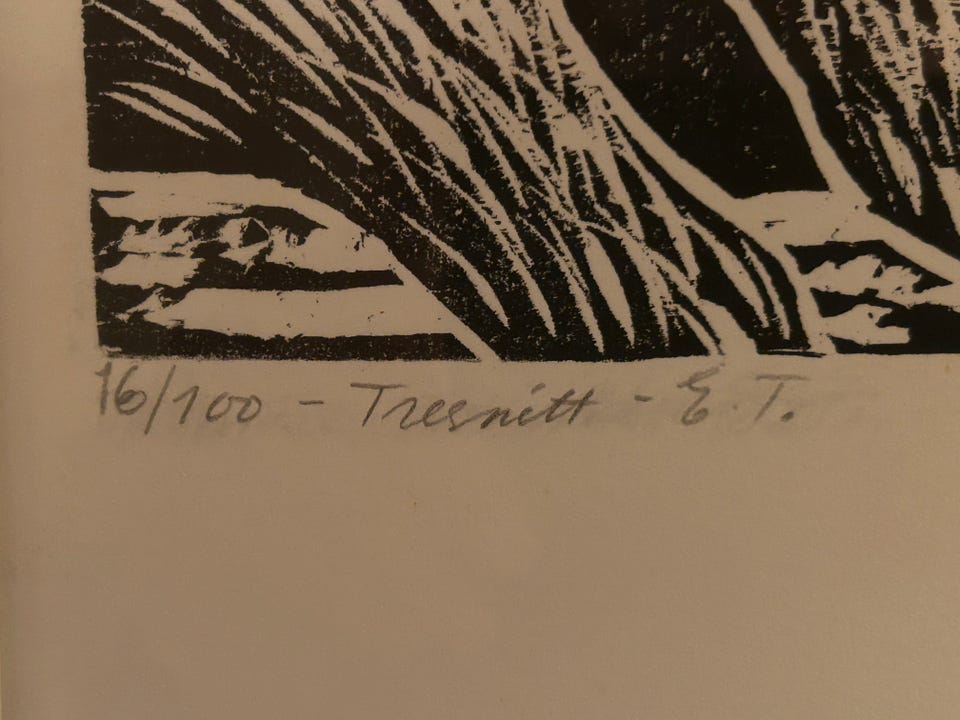 16/100 - Tresnitt - E.T.